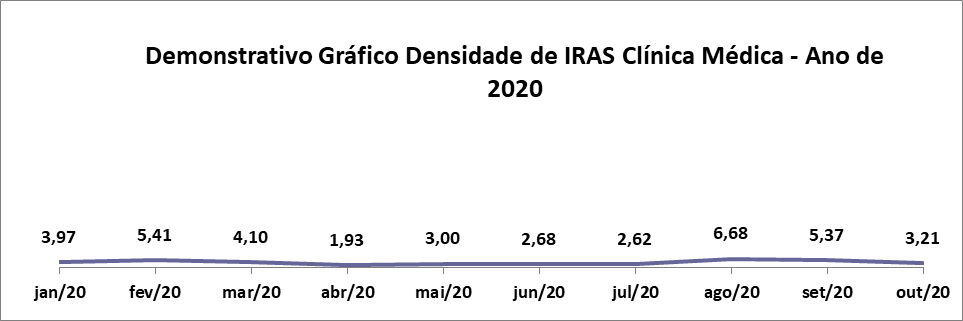 Demonstrativo Gráfico Densidade de IRAS Clínica Médica - Ano de
2020
3,97 5,41 4,10 1,93 3,00 2,68 2,62 6,68 5,37 3,21
jan/20 fev/20 mar/20 abr/20 mai/20 jun/20 jul/20 ago/20 set/20 out/20